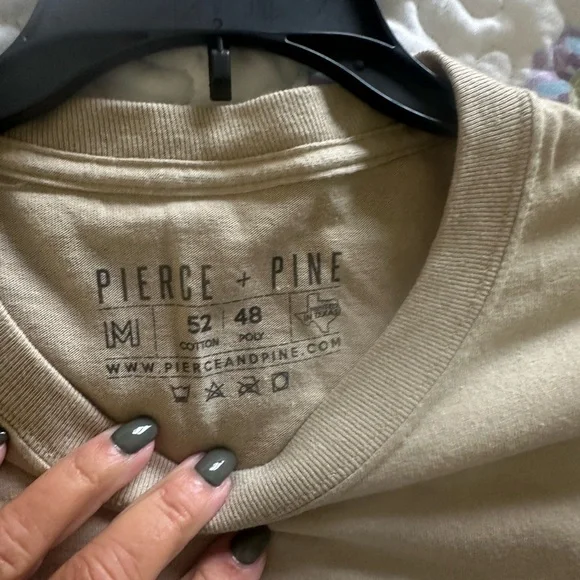 PIERCE + PINE
M 52 48
COTTON POLY
WWW.PIERCEANDPINE.COM